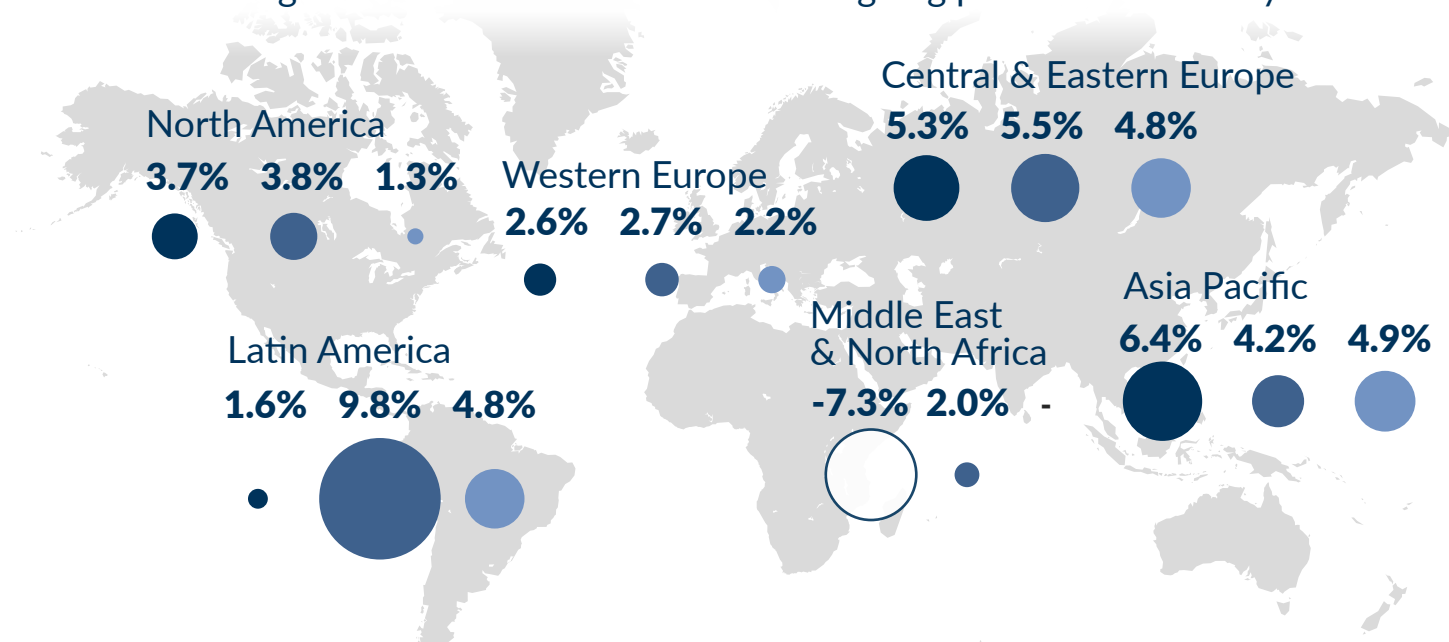 Central & Eastern Europe
5.3% 5.5% 4.8%
North America
3.7% 3.8% 1.3%
Western Europe
2.6% 2.7% 2.2%
Asia Pacific
6.4% 4.2% 4.9%
Middle East
& North Africa
-7.3% 2.0% -
Latin America
1.6% 9.8% 4.8%